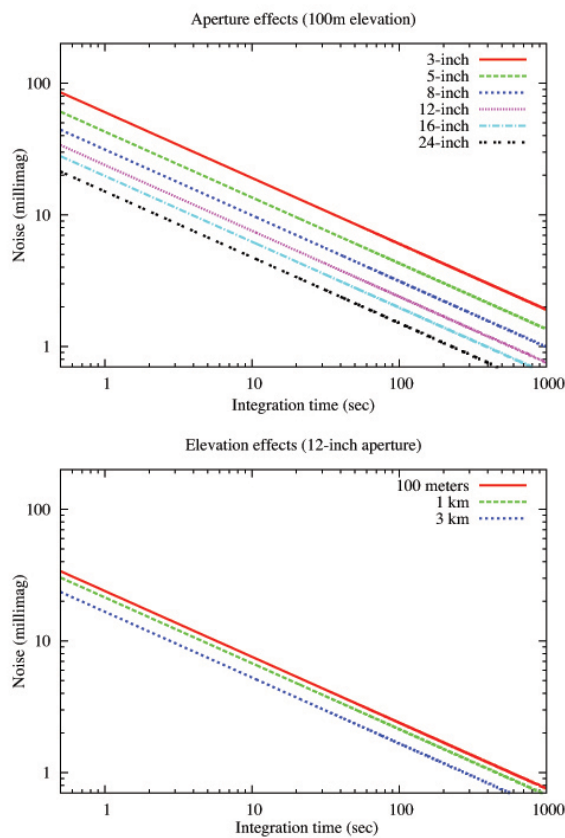 Aperture effects (100m elevation)
3-inch
5-inch
8-inch
12-inch
16-inch
24-inch
100
10
1
Noise (millimag)
1 10 100 1000
Integration time (sec)
Elevation effects (12-inch aperture)
100 meters
1 km
3 km
100
10
1
Noise (millimag)
1 10 100 1000
Integration time (sec)